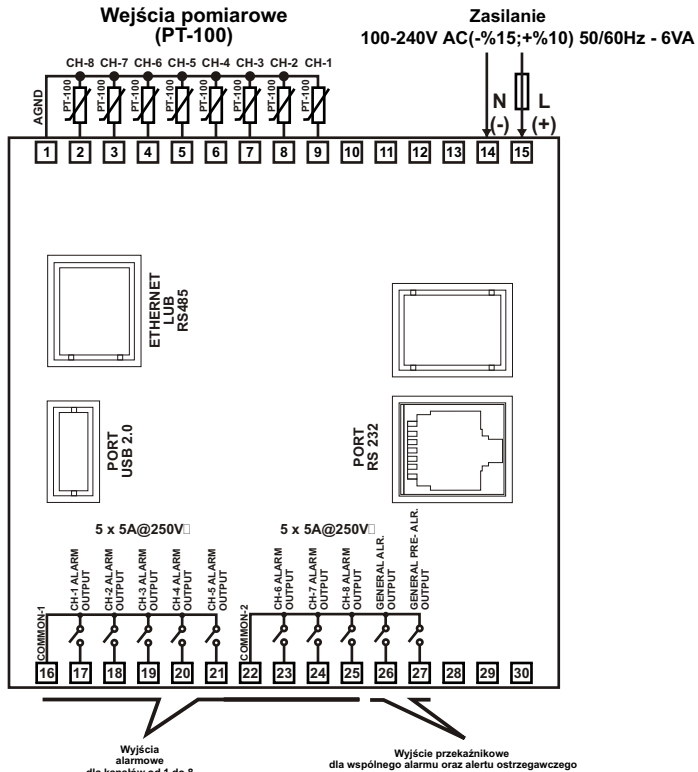 Wejścia pomiarowe
(PT-100)
Zasilanie
100-240V AC(-%15;+%10) 50/60Hz - 6VA
CH-8 CH-7 CH-6 CH-5 CH-4 CH-3 CH-2 CH-1
AGND
PT-100 PT-100 PT-100 PT-100 PT-100 PT-100 PT-100 PT-100
N L
(-) (+)
1 2 3 4 5 6 7 8 9 10 11 12 13 14 15
ETHERNET
LUB
RS485
PORT
USB 2.0
PORT
RS 232
5 x 5A@250V
5 x 5A@250V
COMMON-1
CH-1 ALARM
OUTPUT
CH-2 ALARM
OUTPUT
CH-3 ALARM
OUTPUT
CH-4 ALARM
OUTPUT
CH-5 ALARM
OUTPUT
COMMON-2
CH-6 ALARM
OUTPUT
CH-7 ALARM
OUTPUT
CH-8 ALARM
OUTPUT
GENERAL ALR.
OUTPUT
GENERAL PRE- ALR.
OUTPUT
16 17 18 19 20 21 22 23 24 25 26 27 28 29 30
Wyjścia
alarmowe
dla kanałów od 1 do 8
Wyjście przekaźnikowe
dla wspólnego alarmu oraz alertu ostrzegawczego